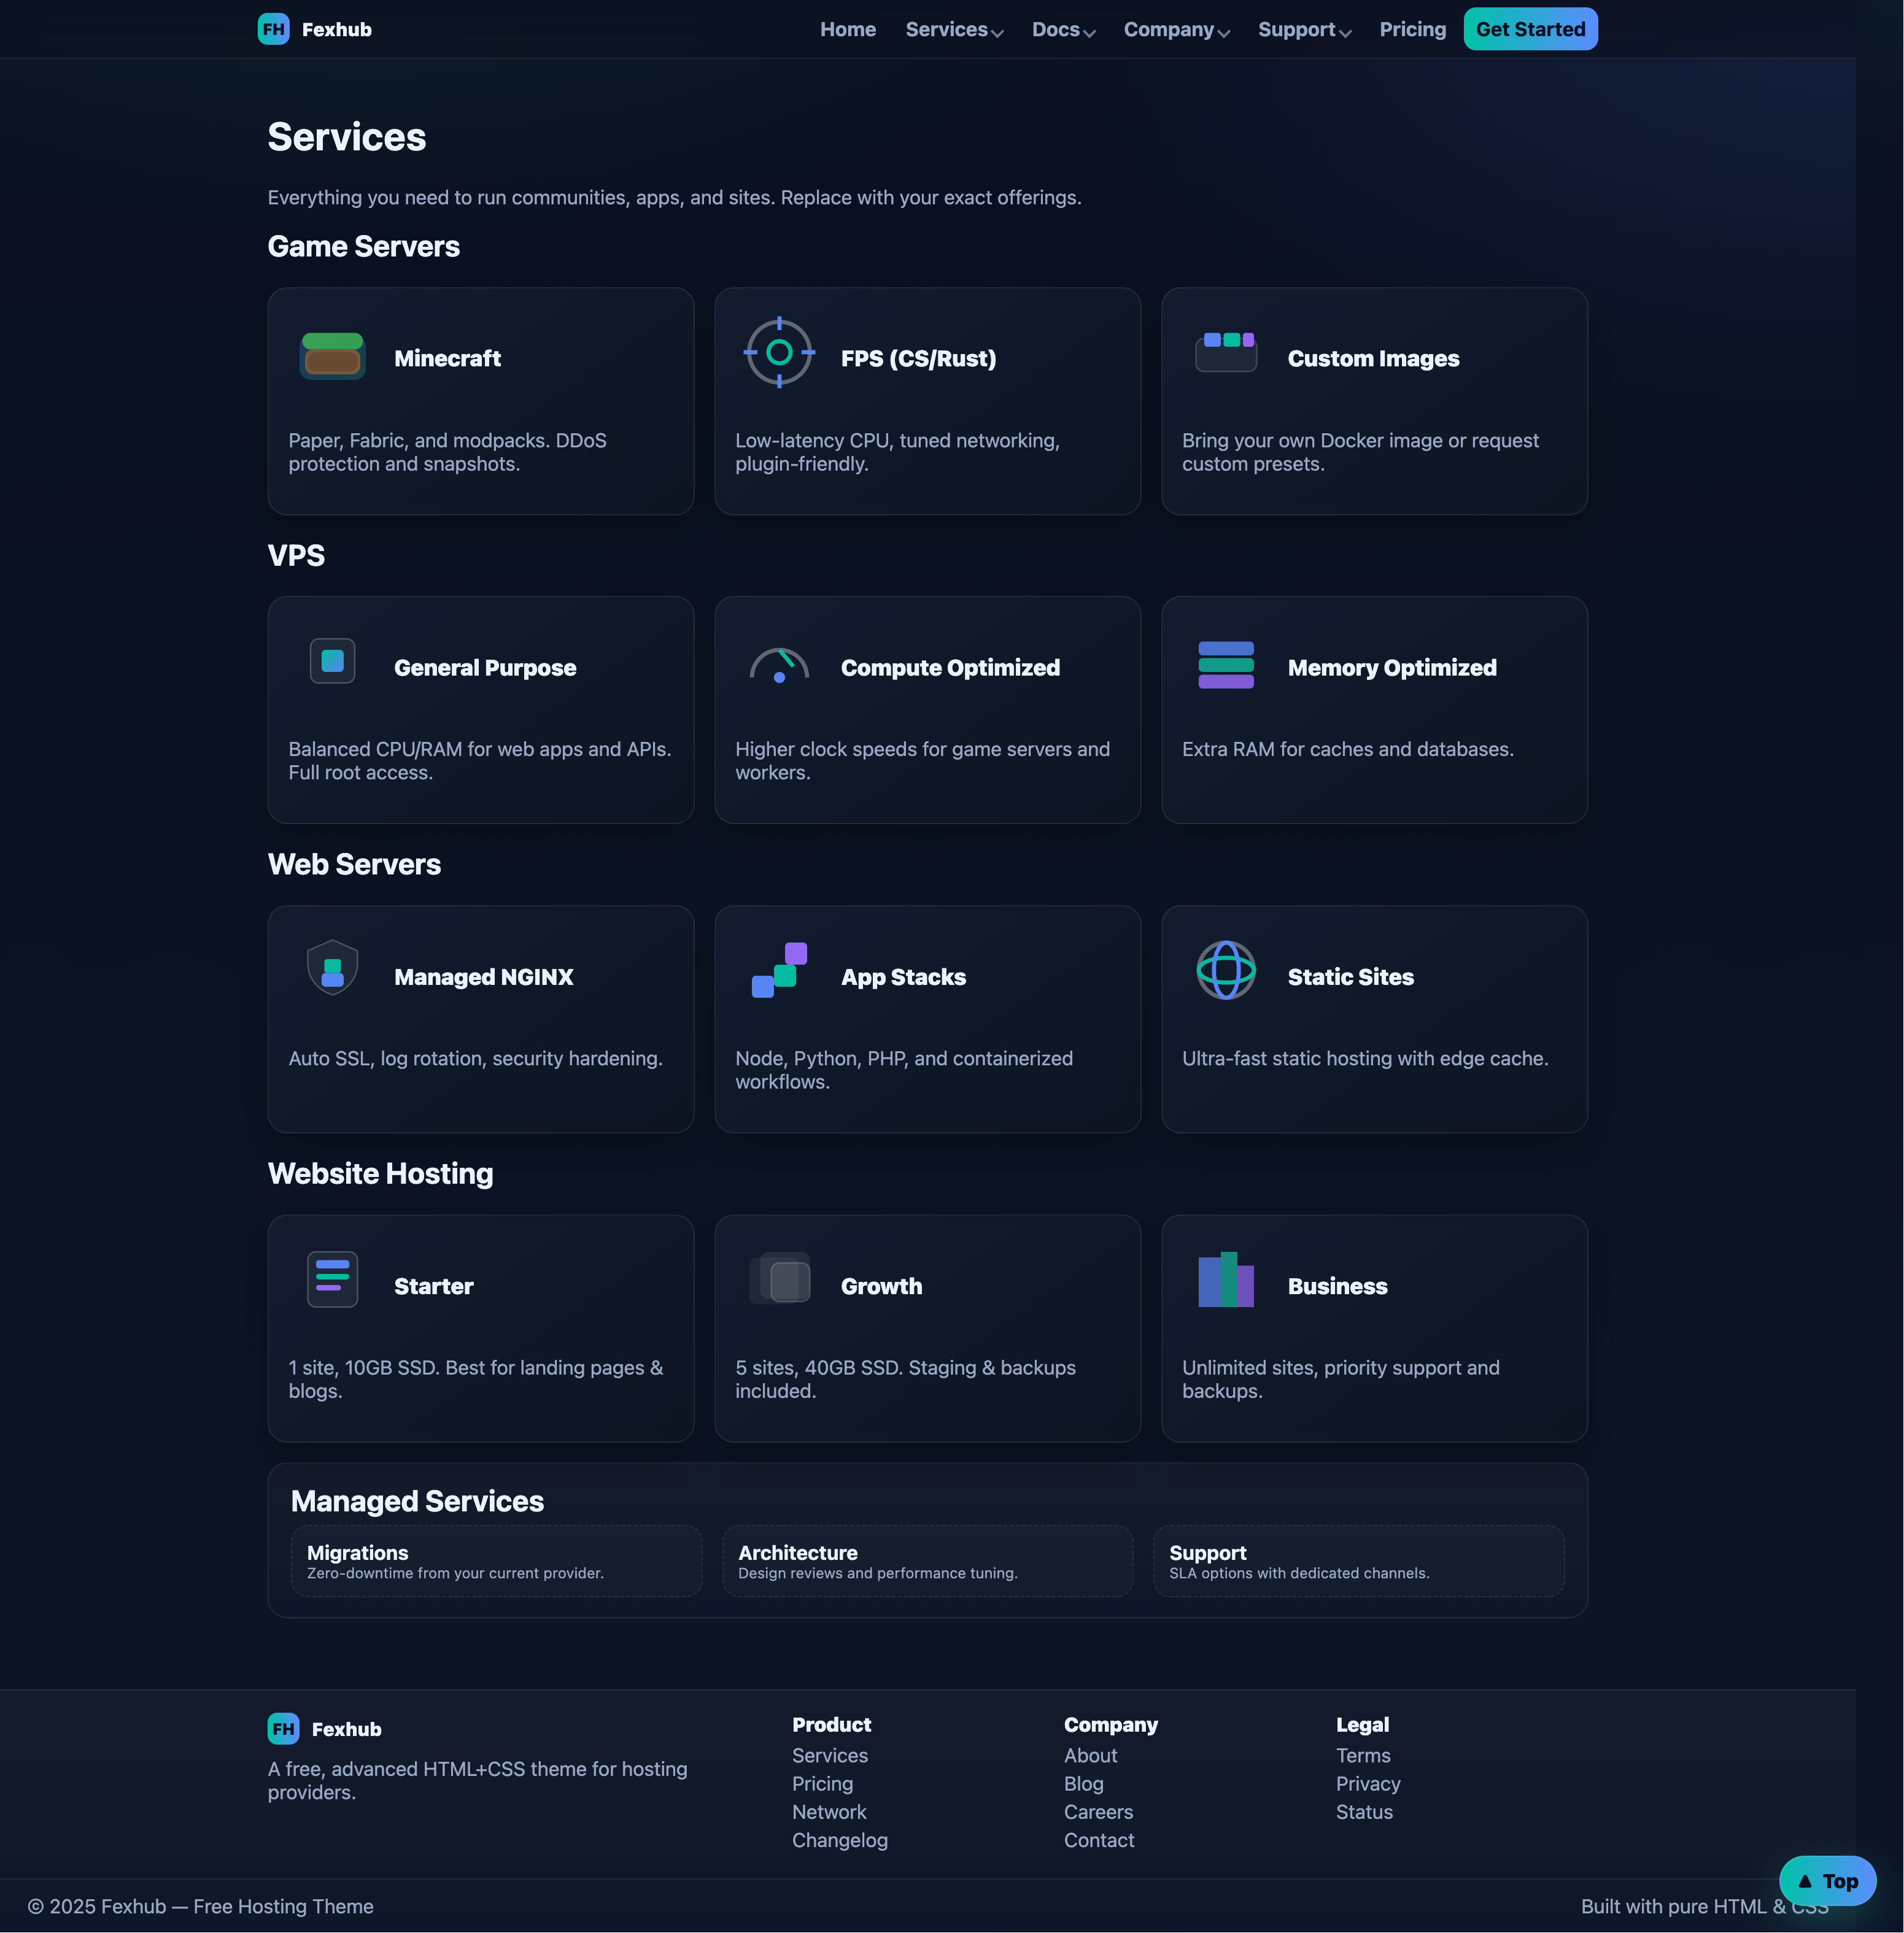 FH Fexhub Home Services Docs Company Support Pricing Get Started
Services
Everything you need to run communities, apps, and sites. Replace with your exact offerings.
Game Servers
Minecraft
Paper, Fabric, and modpacks. DDoS
protection and snapshots.
FPS (CS/Rust)
Low-latency CPU, tuned networking,
plugin-friendly.
Custom Images
Bring your own Docker image or request
custom presets.
VPS
General Purpose
Balanced CPU/RAM for web apps and APIs.
Full root access.
Compute Optimized
Higher clock speeds for game servers and
workers.
Memory Optimized
Extra RAM for caches and databases.
Web Servers
Managed NGINX
Auto SSL, log rotation, security hardening.
App Stacks
Node, Python, PHP, and containerized
workflows.
Static Sites
Ultra-fast static hosting with edge cache.
Website Hosting
Starter
1 site, 10GB SSD. Best for landing pages &
blogs.
Growth
5 sites, 40GB SSD. Staging & backups
included.
Business
Unlimited sites, priority support and
backups.
Managed Services
Migrations
Zero-downtime from your current provider.
Architecture
Design reviews and performance tuning.
Support
SLA options with dedicated channels.
FH Fexhub
A free, advanced HTML+CSS theme for hosting
providers.
Product
Services
Pricing
Network
Changelog
Company
About
Blog
Careers
Contact
Legal
Terms
Privacy
Status
▲ Top
© 2025 Fexhub — Free Hosting Theme
Built with pure HTML & CSS